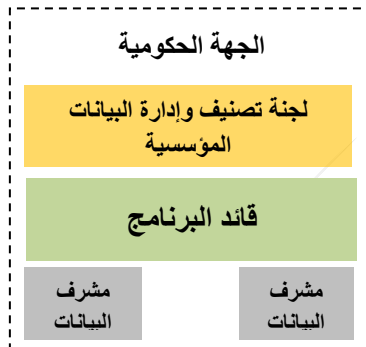 الجهة الحكومية
لجنة تصنيف وإدارة البيانات
المؤسسية
قائد البرنامج
مشرف
البيانات
مشرف
البيانات